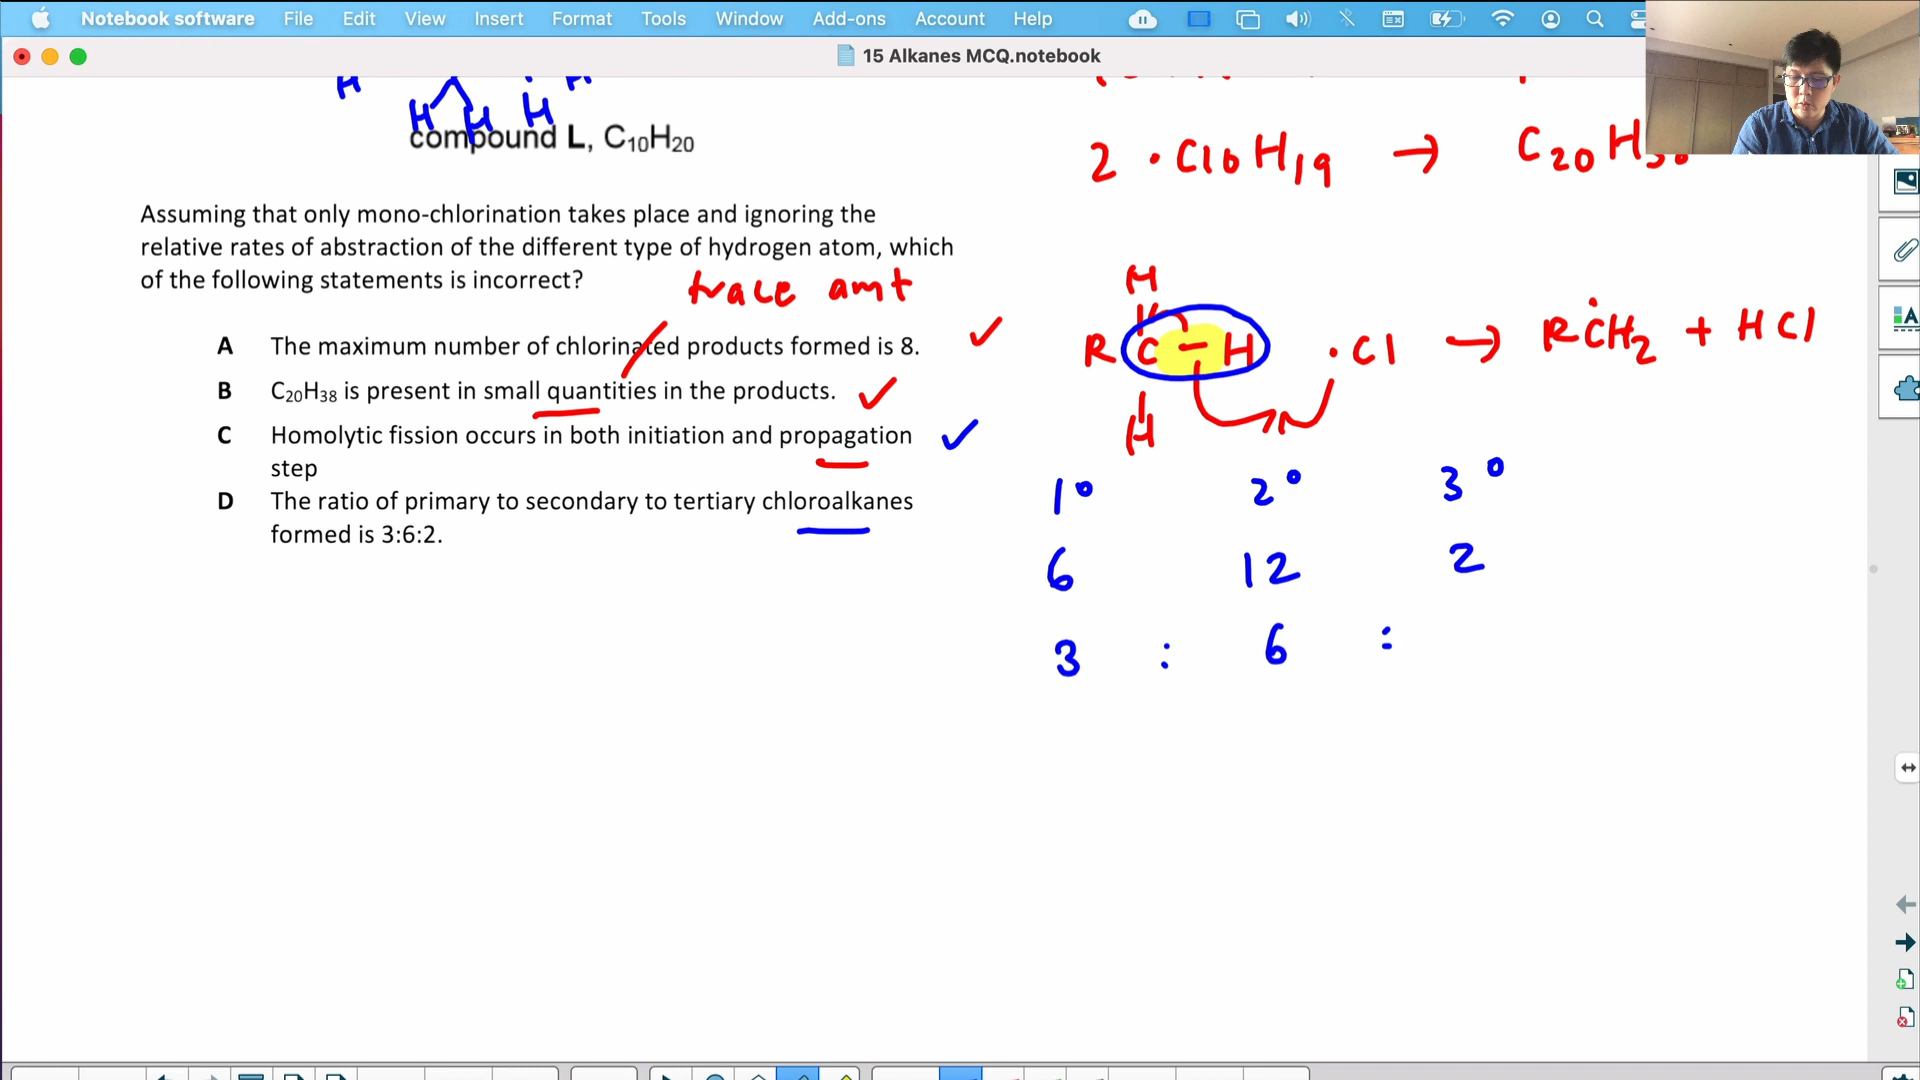 Notebook software File Edit View Insert Format Tools Window Add-ons Account Help
15 Alkanes MCQ.notebook
H H H H H
compound L, C10H20
2 •C10H19 →
Assuming that only mono-chlorination takes place and ignoring the
relative rates of abstraction of the different type of hydrogen atom, which
of the following statements is incorrect?
trace amt
A The maximum number of chlorinated products formed is 8. ✓
B C20H38 is present in small quantities in the products. ✓
C Homolytic fission occurs in both initiation and propagation ✓
step
D The ratio of primary to secondary to tertiary chloroalkanes
formed is 3:6:2.
H
R C – H •Cl → RĊH2 + HCl
H
1° 2° 3°
6 12 2
3 : 6 :